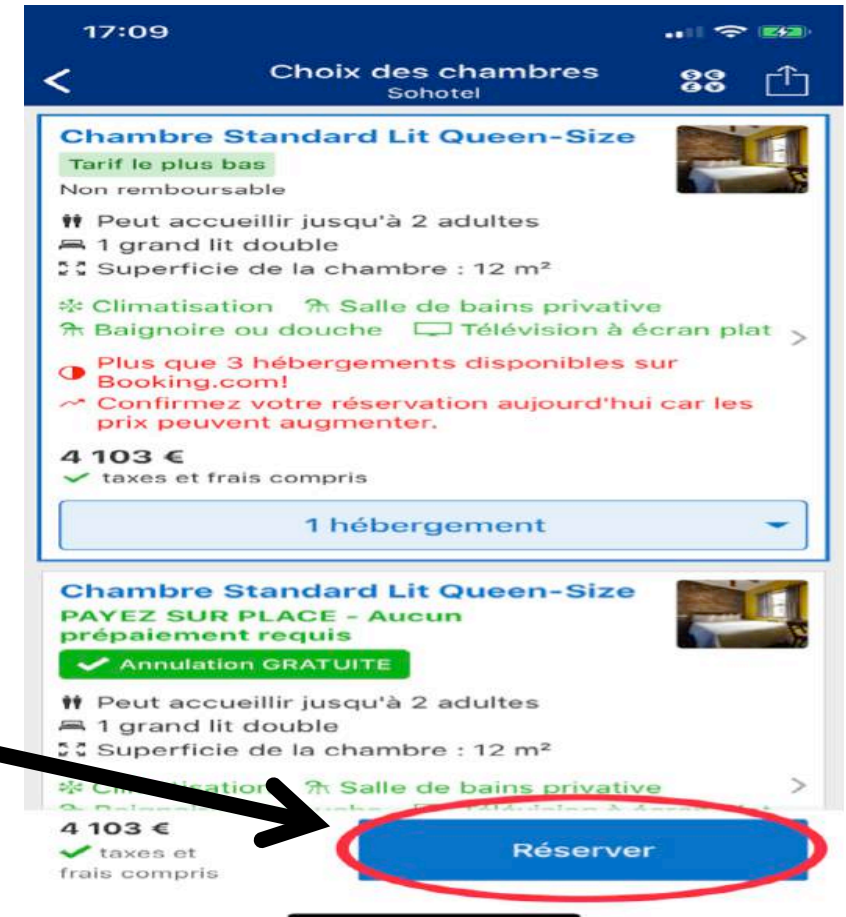 17:09
Choix des chambres
Sohotel
Chambre Standard Lit Queen-Size
Tarif le plus bas
Non remboursable
Peut accueillir jusqu'à 2 adultes
1 grand lit double
Superficie de la chambre : 12 m²
Climatisation Salle de bains privative
Baignoire ou douche Télévision à écran plat
Plus que 3 hébergements disponibles sur
Booking.com!
Confirmez votre réservation aujourd'hui car les
prix peuvent augmenter.
4 103 €
taxes et frais compris
1 hébergement
Chambre Standard Lit Queen-Size
PAYEZ SUR PLACE - Aucun
prépaiement requis
Annulation GRATUITE
Peut accueillir jusqu'à 2 adultes
1 grand lit double
Superficie de la chambre : 12 m²
Salle de bains privative
4 103 €
taxes et
frais compris
Réserver